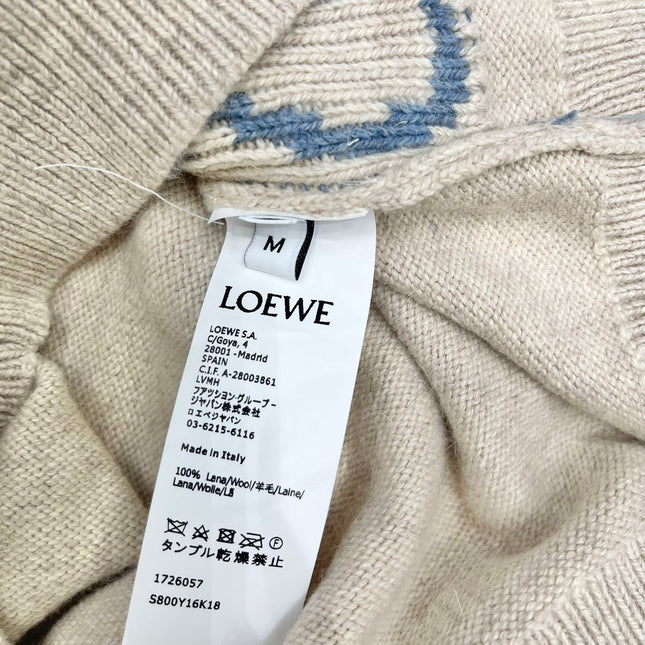 M
LOEWE
LOEWE S.A.
C/Goya, 4
28001 - Madrid
SPAIN
C.I.F. A-28003861
LVMH
ファッション・グループ-
ジャパン株式会社
ロエベジャパン
03-6215-6116
Made in Italy
100% Lana/Wool/羊毛/Laine/
Lana/Wolle/Lã
F
タンブル乾燥禁止
1726057
S800Y16K18